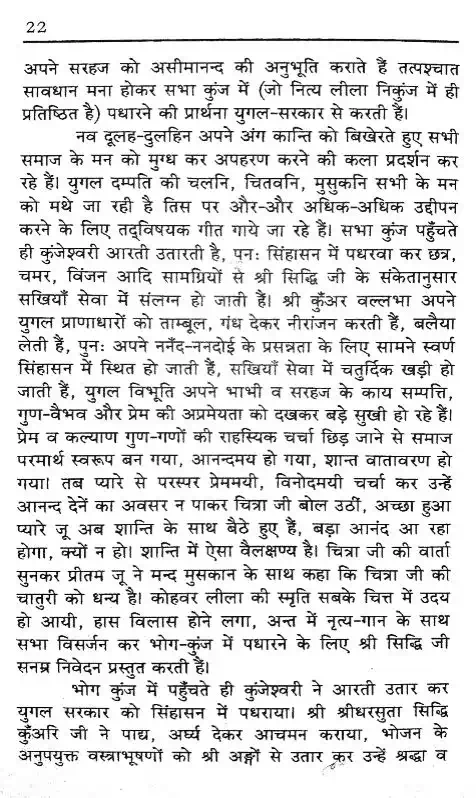 22
अपने सरहज को असीमानन्द की अनुभूति कराते हैं तत्पश्चात
सावधान मना होकर सभा कुंज में (जो नित्य लीला निकुंज में ही
प्रतिष्ठित है) पधारने की प्रार्थना युगल-सरकार से करती हैं।
नव दूलह-दुलहिन अपने अंग कान्ति को बिखेरते हुए सभी
समाज के मन को मुग्ध कर अपहरण करने की कला प्रदर्शन कर
रहे हैं। युगल दम्पति की चलनि, चितवनि, मुसुकनि सभी के मन
को मथे जा रही है तिस पर और-और अधिक-अधिक उद्दीपन
करने के लिए तद्विषयक गीत गाये जा रहे हैं। सभा कुंज पहुँचते
ही कुंजेश्वरी आरती उतारती है, पुनः सिंहासन में पधरवा कर छत्र,
चमर, विंजन आदि सामग्रियों से श्री सिद्धि जी के संकेतानुसार
सखियाँ सेवा में संलग्न हो जाती हैं। श्री कुँअर वल्लभा अपने
युगल प्राणाधारों को ताम्बूल, गंध देकर नीरांजन करती हैं, बलैया
लेती हैं, पुनः अपने ननँद-ननदोई के प्रसन्नता के लिए सामने स्वर्ण
सिंहासन में स्थित हो जाती हैं, सखियाँ सेवा में चतुर्दिक खड़ी हो
जाती हैं, युगल विभूति अपने भाभी व सरहज के काय सम्पत्ति,
गुण-वैभव और प्रेम की अप्रमेयता को दखकर बड़े सुखी हो रहे हैं।
प्रेम व कल्याण गुण-गणों की राहस्यिक चर्चा छिड़ जाने से समाज
परमार्थ स्वरूप बन गया, आनन्दमय हो गया, शान्त वातावरण हो
गया। तब प्यारे से परस्पर प्रेममयी, विनोदमयी चर्चा कर उन्हें
आनन्द देनें का अवसर न पाकर चित्रा जी बोल उठीं, अच्छा हुआ
प्यारे जू अब शान्ति के साथ बैठे हुए हैं, बड़ा आनंद आ रहा
होगा, क्यों न हो। शान्ति में ऐसा वैलक्षण्य है। चित्रा जी की वार्ता
सुनकर प्रीतम जू ने मन्द मुसकान के साथ कहा कि चित्रा जी की
चातुरी को धन्य है। कोहवर लीला की स्मृति सबके चित्त में उदय
हो आयी, हास विलास होने लगा, अन्त में नृत्य-गान के साथ
सभा विसर्जन कर भोग-कुंज में पधारने के लिए श्री सिद्धि जी
सनम्र निवेदन प्रस्तुत करती हैं।
भोग कुंज में पहुँचते ही कुंजेश्वरी ने आरती उतार कर
युगल सरकार को सिंहासन में पधराया। श्री श्रीधरसुता सिद्धि
कुँअरि जी ने पाद्य, अर्घ्य देकर आचमन कराया, भोजन के
अनुपयुक्त वस्त्राभूषणों को श्री अङ्गों से उतार कर उन्हें श्रद्धा व